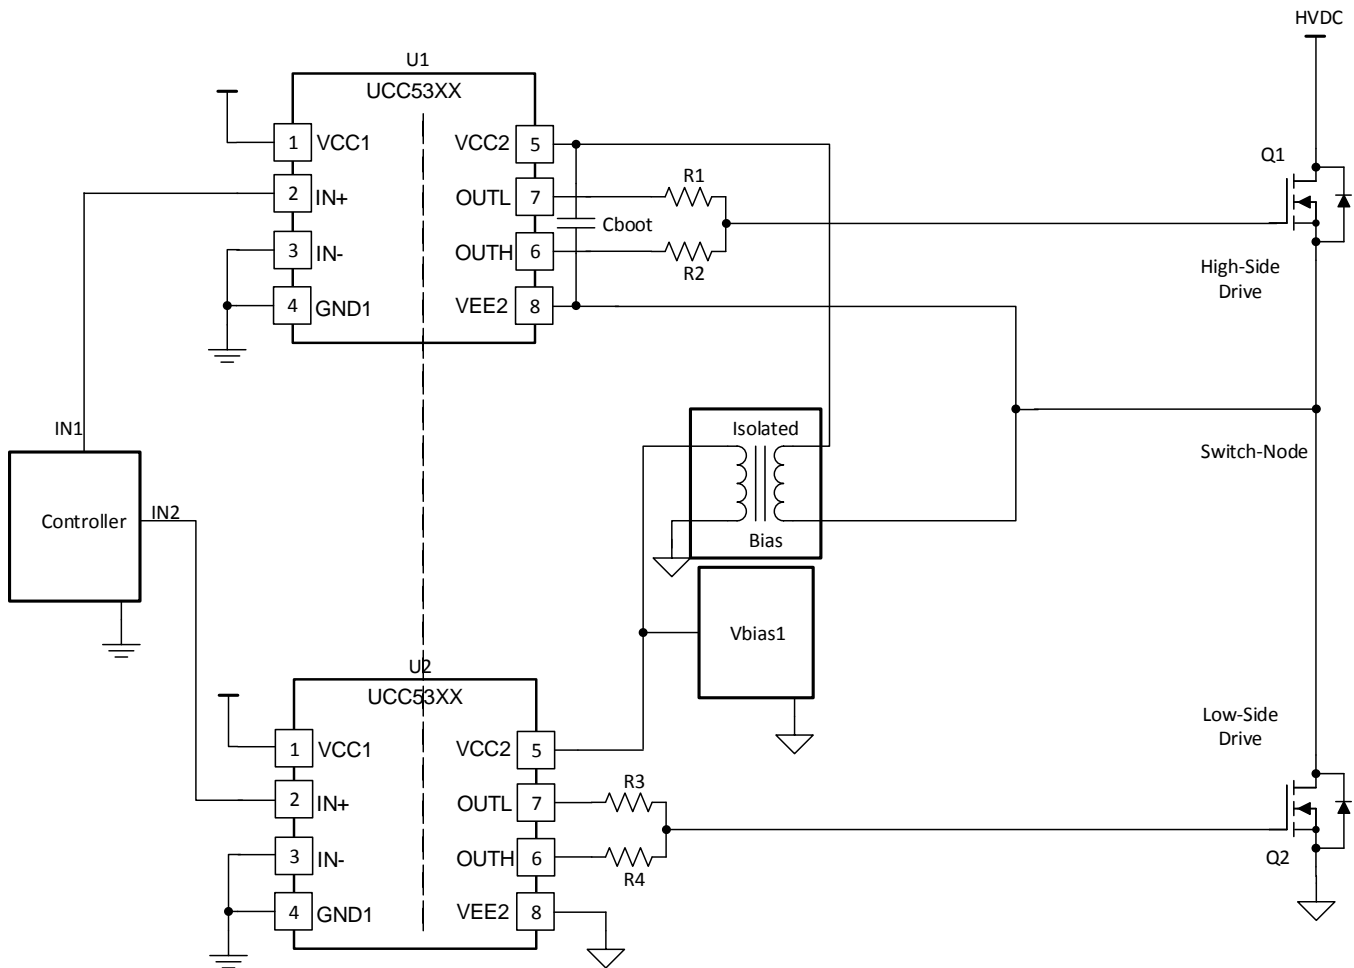 HVDC
U1
UCC53XX
1 VCC1
VCC2 5
2 IN+
OUTL 7
R1
Q1
Cboot
3 IN-
OUTH 6
R2
4 GND1
VEE2 8
High-Side
Drive
IN1
Isolated
Switch-Node
Controller
IN2
Bias
Vbias1
U2
UCC53XX
Low-Side
Drive
1 VCC1
VCC2 5
2 IN+
OUTL 7
R3
3 IN-
OUTH 6
R4
Q2
4 GND1
VEE2 8